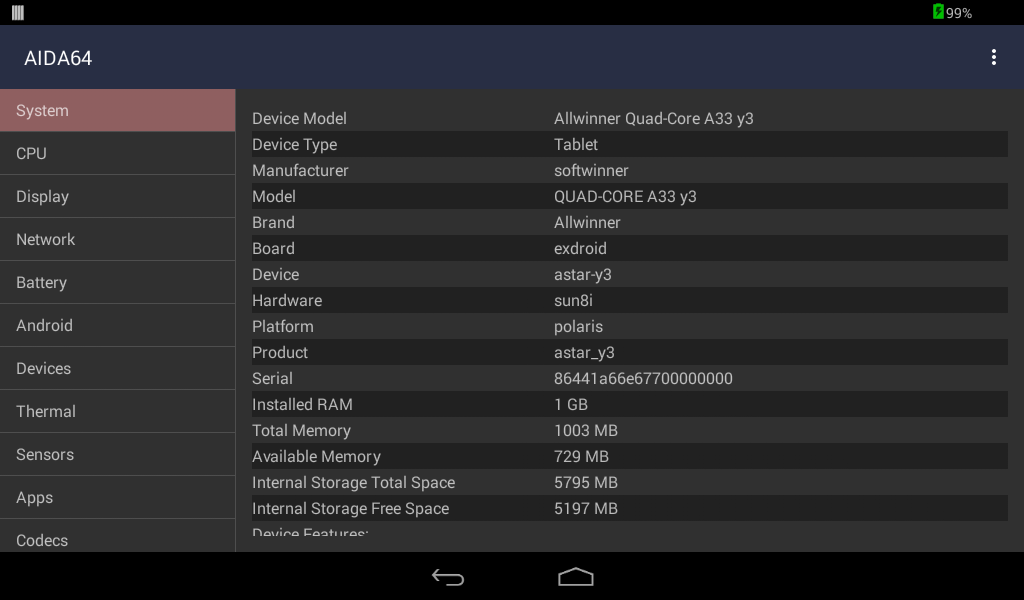 99%
AIDA64
System
CPU
Display
Network
Battery
Android
Devices
Thermal
Sensors
Apps
Codecs
Device Model Allwinner Quad-Core A33 y3
Device Type Tablet
Manufacturer softwinner
Model QUAD-CORE A33 y3
Brand Allwinner
Board exdroid
Device astar-y3
Hardware sun8i
Platform polaris
Product astar_y3
Serial 86441a66e67700000000
Installed RAM 1 GB
Total Memory 1003 MB
Available Memory 729 MB
Internal Storage Total Space 5795 MB
Internal Storage Free Space 5197 MB
Device Features: